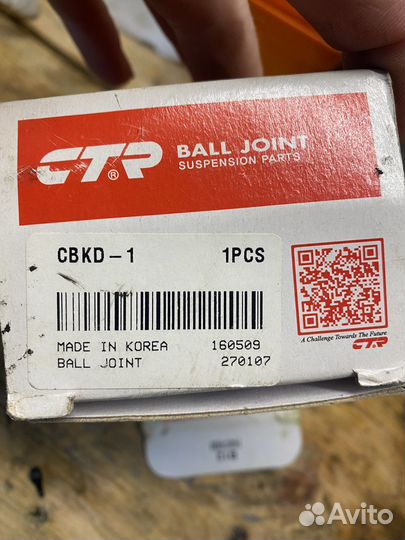 CTR®
BALL JOINT
SUSPENSION PARTS
CBKD-1 1PCS
MADE IN KOREA 160509
BALL JOINT 270107
A Challenge Towards The Future
CTR
Avito